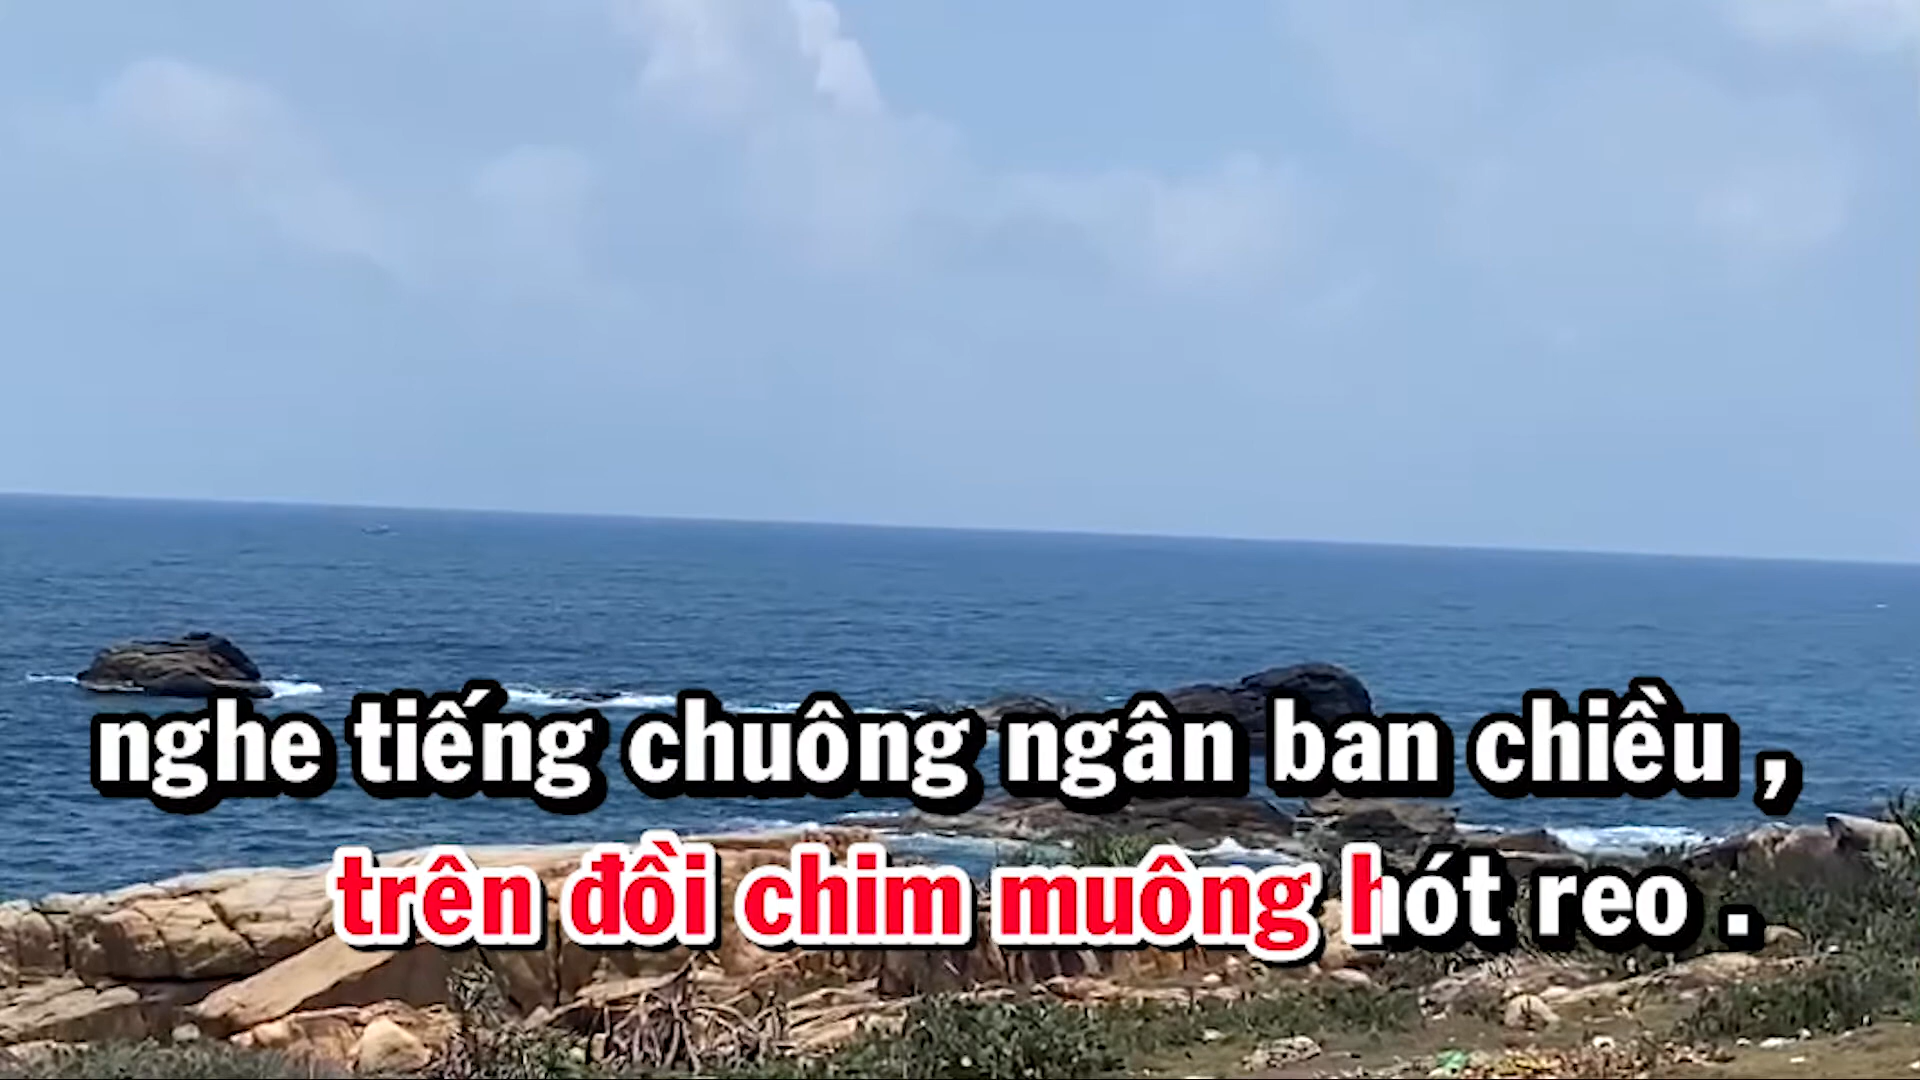 nghe tiếng chuông ngân ban chiều ,
trên đồi chim muông hót reo .